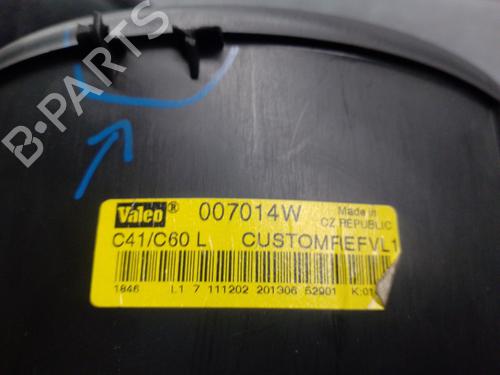 B-PARTS
Valeo® 007014W Made in
CZ REPUBLIC
C41/C60 L CUSTOMREFVL1
1846 L1 7 111202 201306 52901